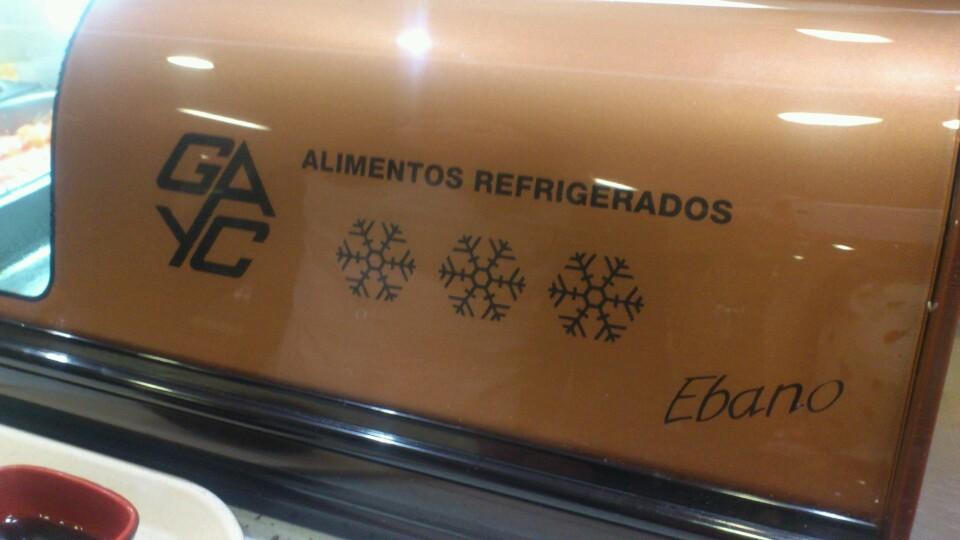 GA
YC
ALIMENTOS REFRIGERADOS
Ebano